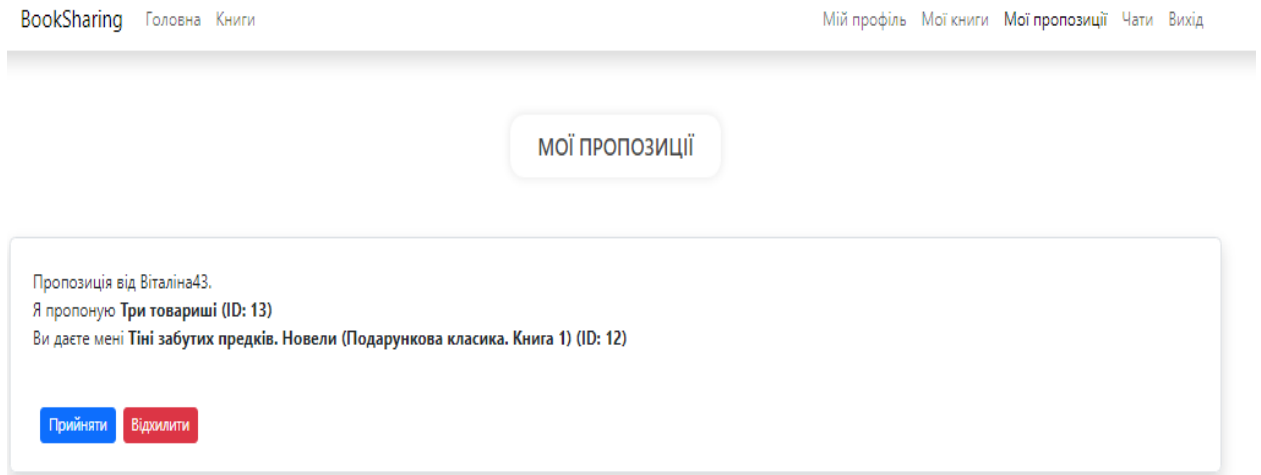 BookSharing Головна Книги Мій профіль Мої книги Мої пропозиції Чати Вихід
МОЇ ПРОПОЗИЦІЇ
Пропозиція від Віталіна43.
Я пропоную Три товариші (ID: 13)
Ви даєте мені Тіні забутих предків. Новели (Подарункова класика. Книга 1) (ID: 12)
Прийняти Відхилити